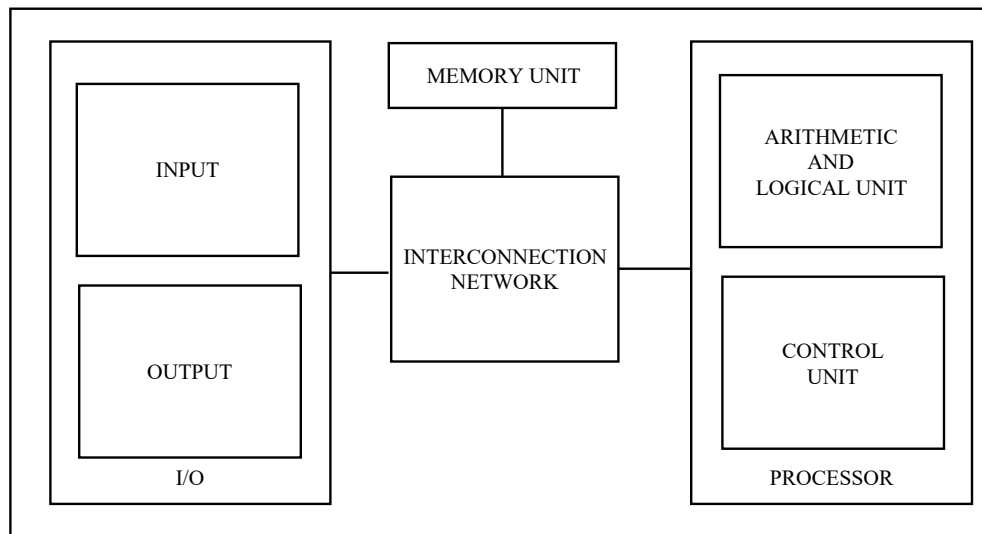 INPUT
OUTPUT
I/O
MEMORY UNIT
INTERCONNECTION
NETWORK
ARITHMETIC
AND
LOGICAL UNIT
CONTROL
UNIT
PROCESSOR